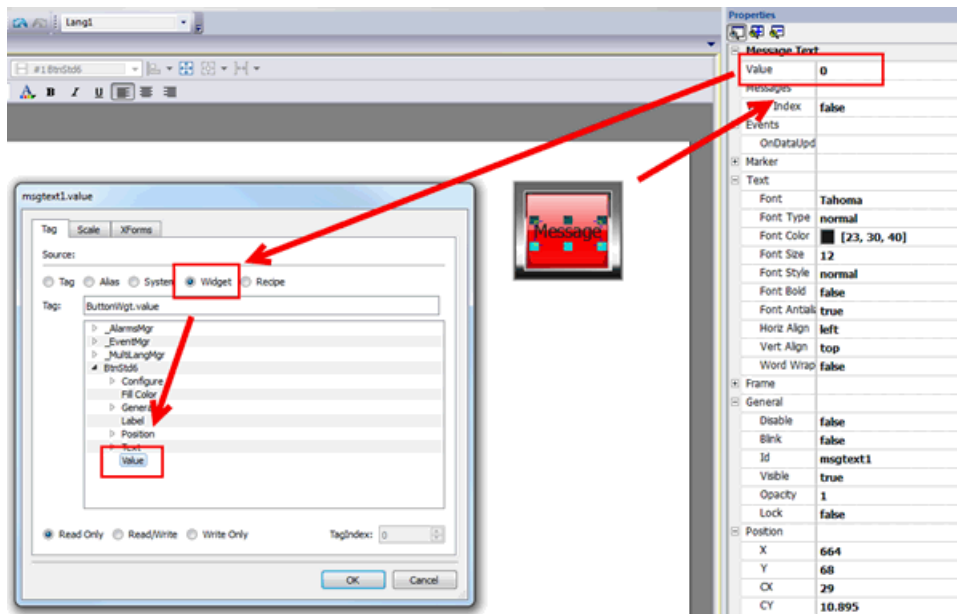 Lang1
#1 BtnStd6
B I U
Message
msgtext1.value
Tag Scale XForms
Source:
Tag Alias System Widget Recipe
Tag: ButtonWgt.value
_AlarmsMgr
_EventMgr
_MultiLangMgr
BtnStd6
Configure
Fill Color
General
Label
Position
Text
Value
Read Only Read/Write Write Only TagIndex: 0
OK Cancel
Properties
Message Text
Value 0
Messages
Index false
Events
OnDataUpd
Marker
Text
Font Tahoma
Font Type normal
Font Color [23, 30, 40]
Font Size 12
Font Style normal
Font Bold false
Font Antiali true
Horiz Align left
Vert Align top
Word Wrap false
Frame
General
Disable false
Blink false
Id msgtext1
Visible true
Opacity 1
Lock false
Position
X 664
Y 68
CX 29
CY 10.895